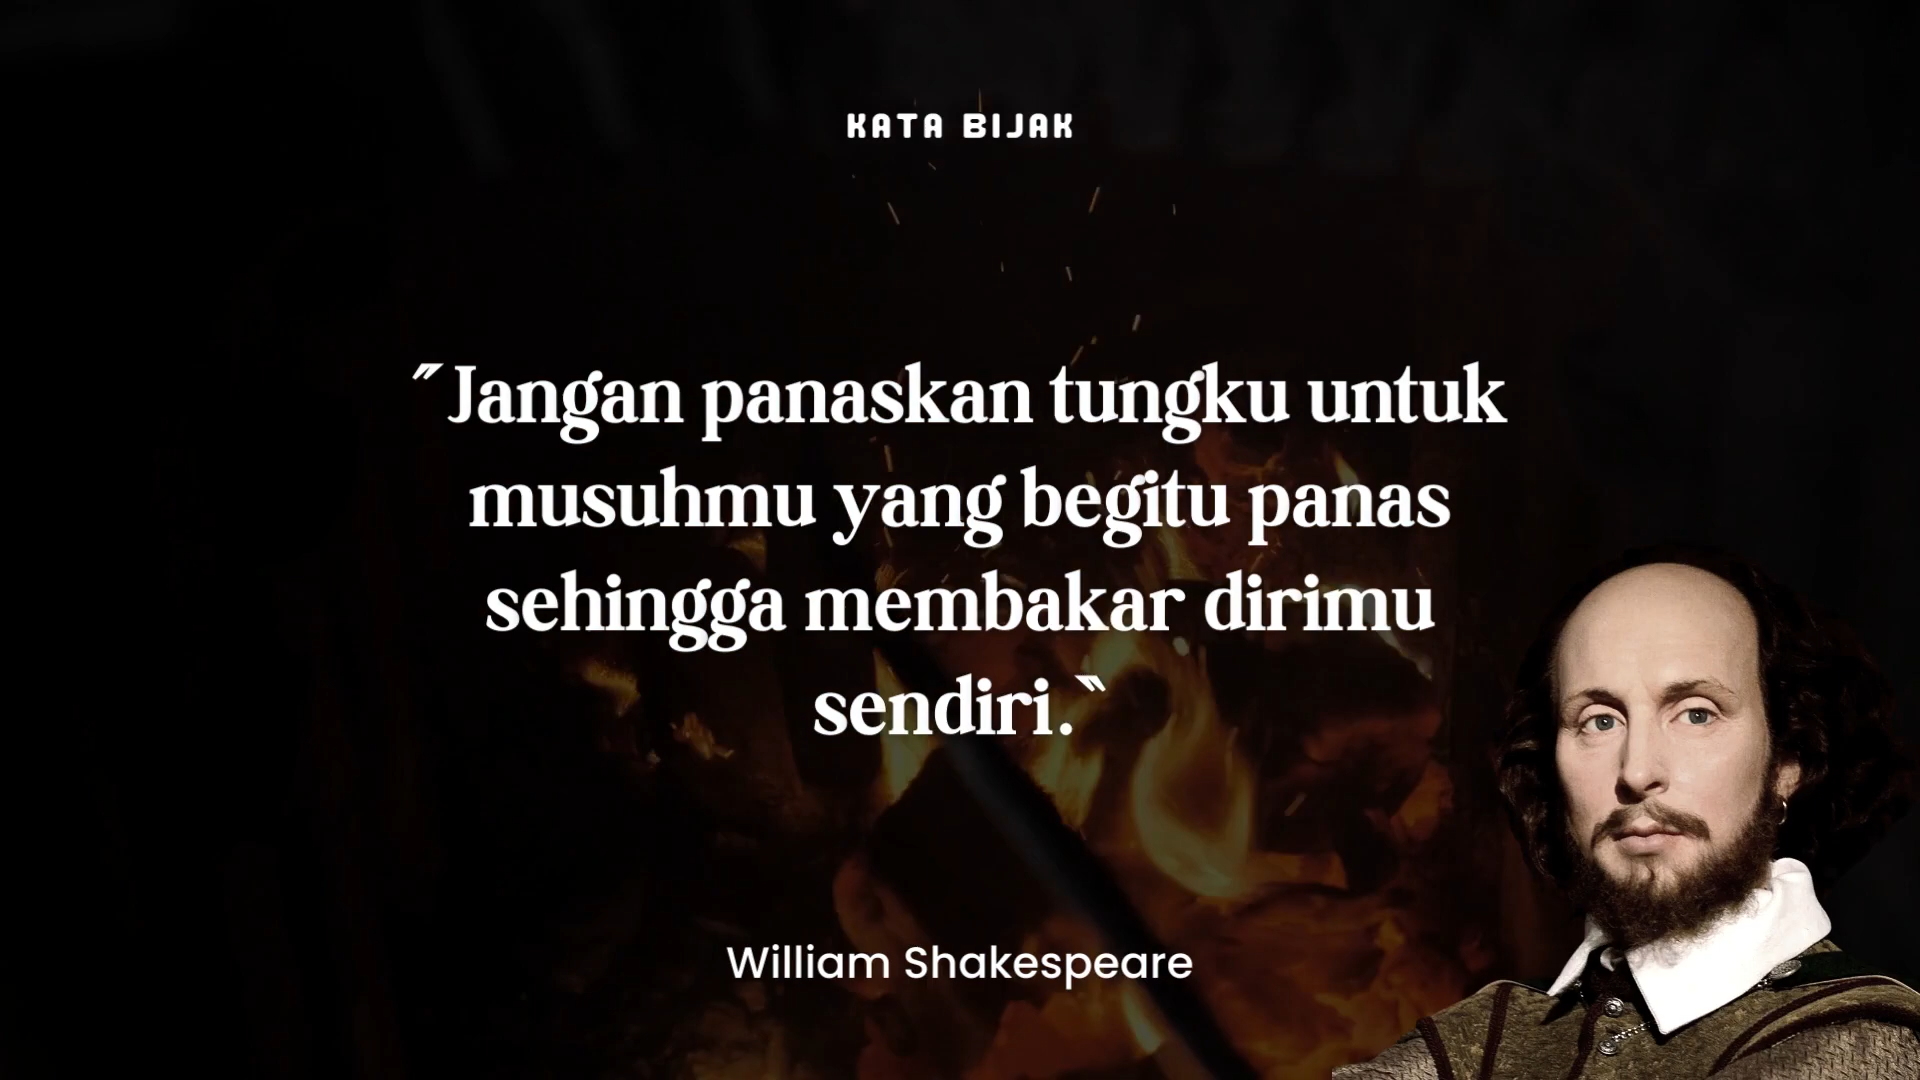 KATA BIJAK
"Jangan panaskan tungku untuk
musuhmu yang begitu panas
sehingga membakar dirimu
sendiri."
William Shakespeare